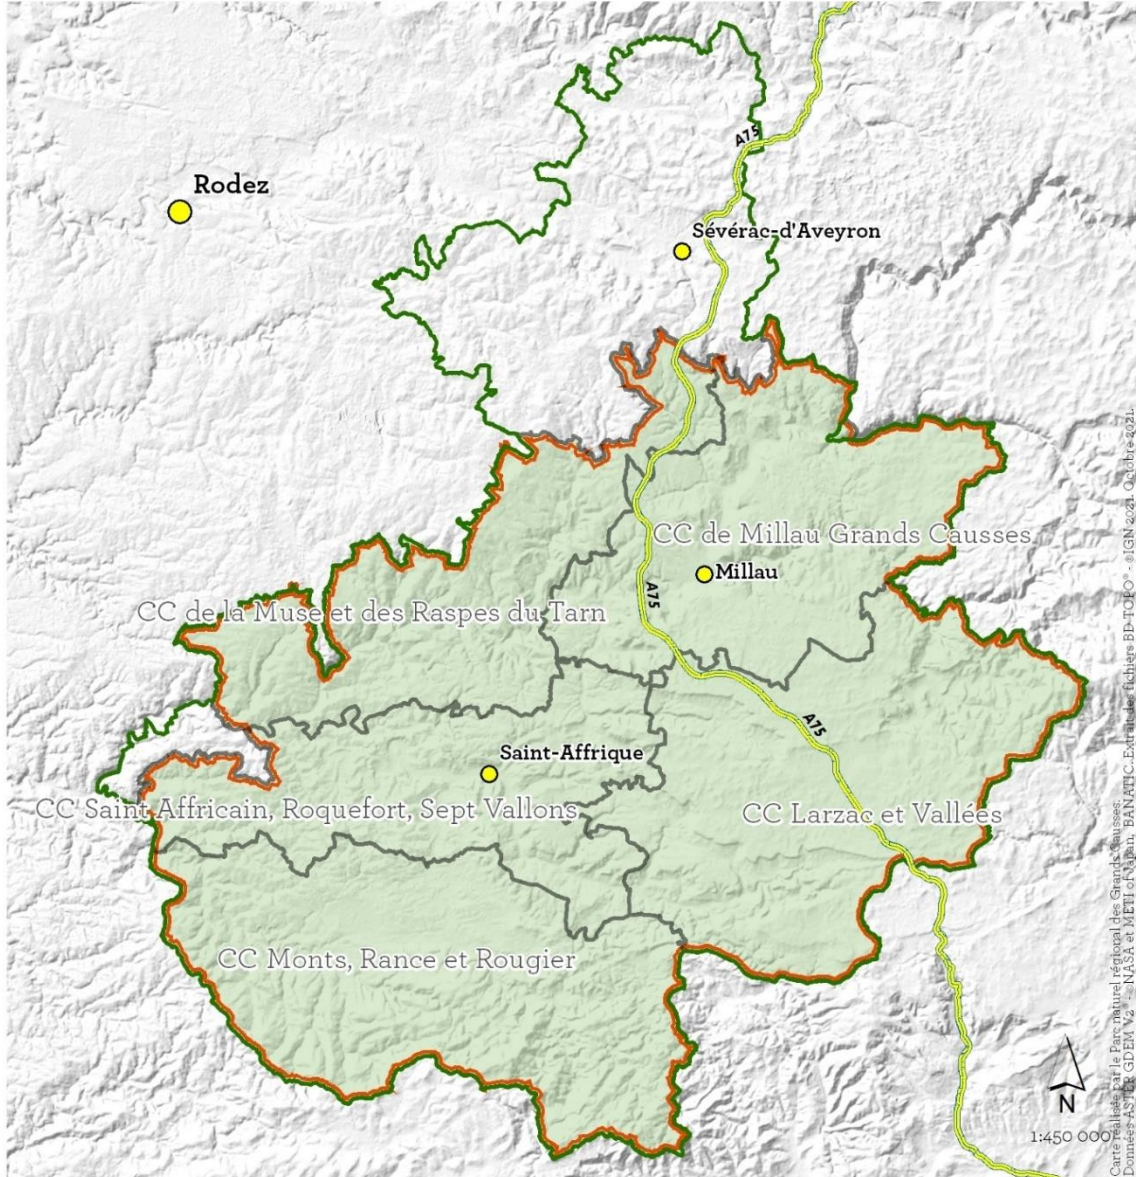 A75
Rodez
Sévérac-d'Aveyron
CC de Millau Grands Causses
Millau
A75
CC de la Muse et des Raspes du Tarn
A75
Saint-Affrique
CC Saint Affricain, Roquefort, Sept Vallons
CC Larzac et Vallées
CC Monts, Rance et Rougier
N
1:450 000
Carte réalisée par le Parc naturel régional des Grands Causses.
Données ASTER GDEM V2® - ©NASA et METI of Japan, BANATIC. Extrait des fichiers BD TOPO® - ©IGN 2021. Octobre 2021.